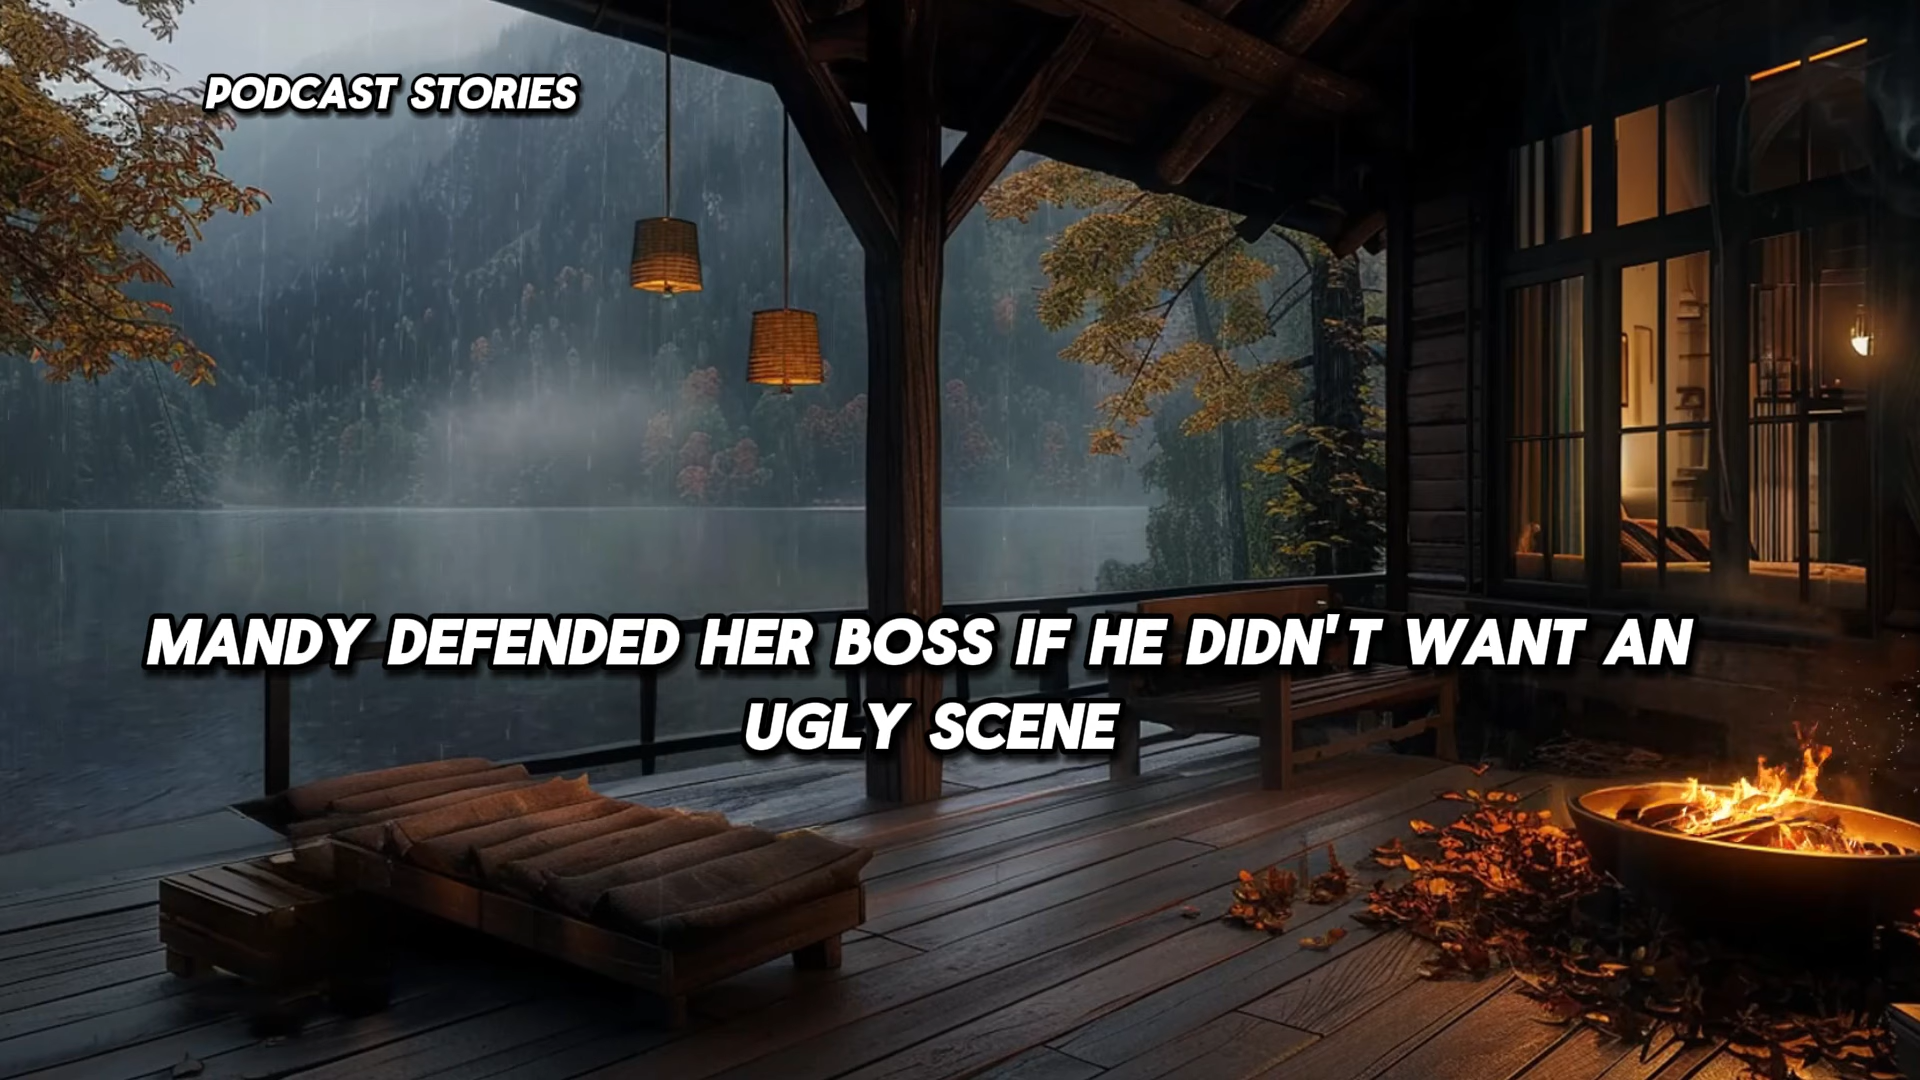 PODCAST STORIES
MANDY DEFENDED HER BOSS IF HE DIDN'T WANT AN
UGLY SCENE